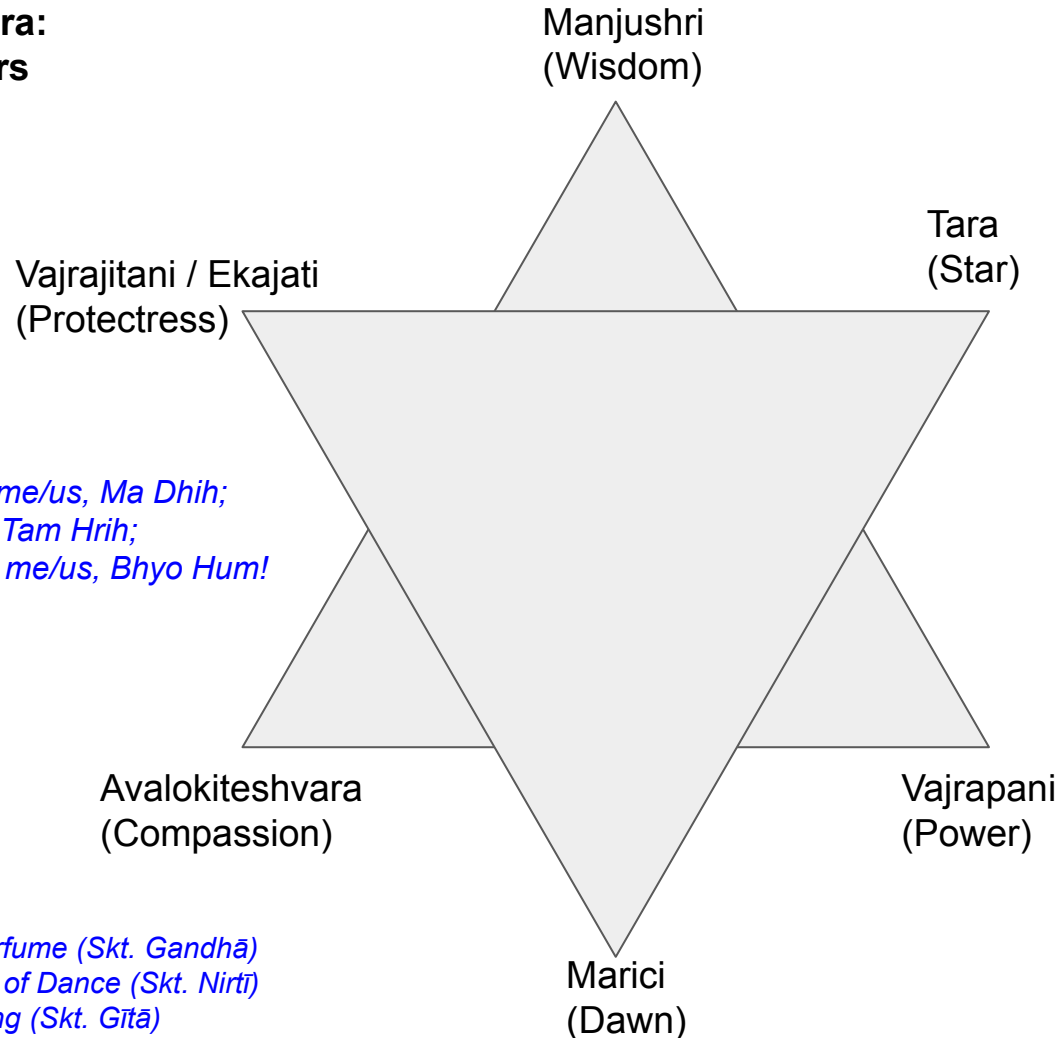 ra:
rs
Manjushri
(Wisdom)
Tara
(Star)
Vajrajitani / Ekajati
(Protectress)
me/us, Ma Dhih;
Tam Hrih;
me/us, Bhyo Hum!
Avalokiteshvara
(Compassion)
Vajrapani
(Power)
rfume (Skt. Gandhā)
of Dance (Skt. Nirtī)
ng (Skt. Gītā)
Marici
(Dawn)